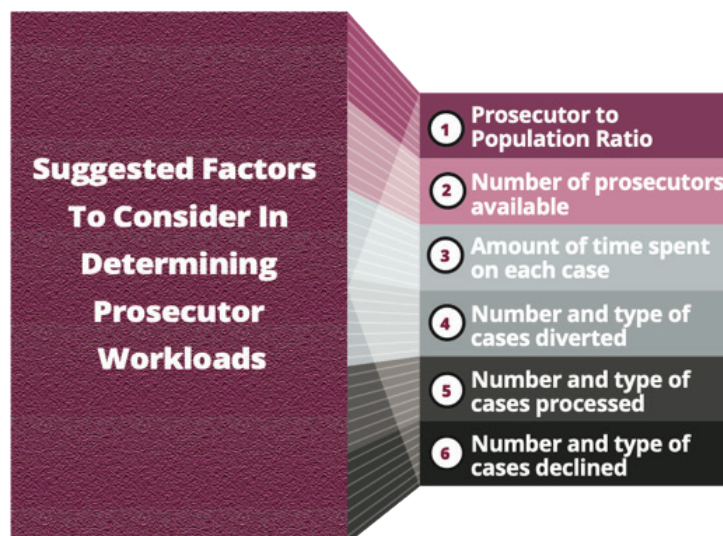 Suggested Factors
To Consider In
Determining
Prosecutor
Workloads
1 Prosecutor to
Population Ratio
2 Number of prosecutors
available
3 Amount of time spent
on each case
4 Number and type of
cases diverted
5 Number and type of
cases processed
6 Number and type of
cases declined